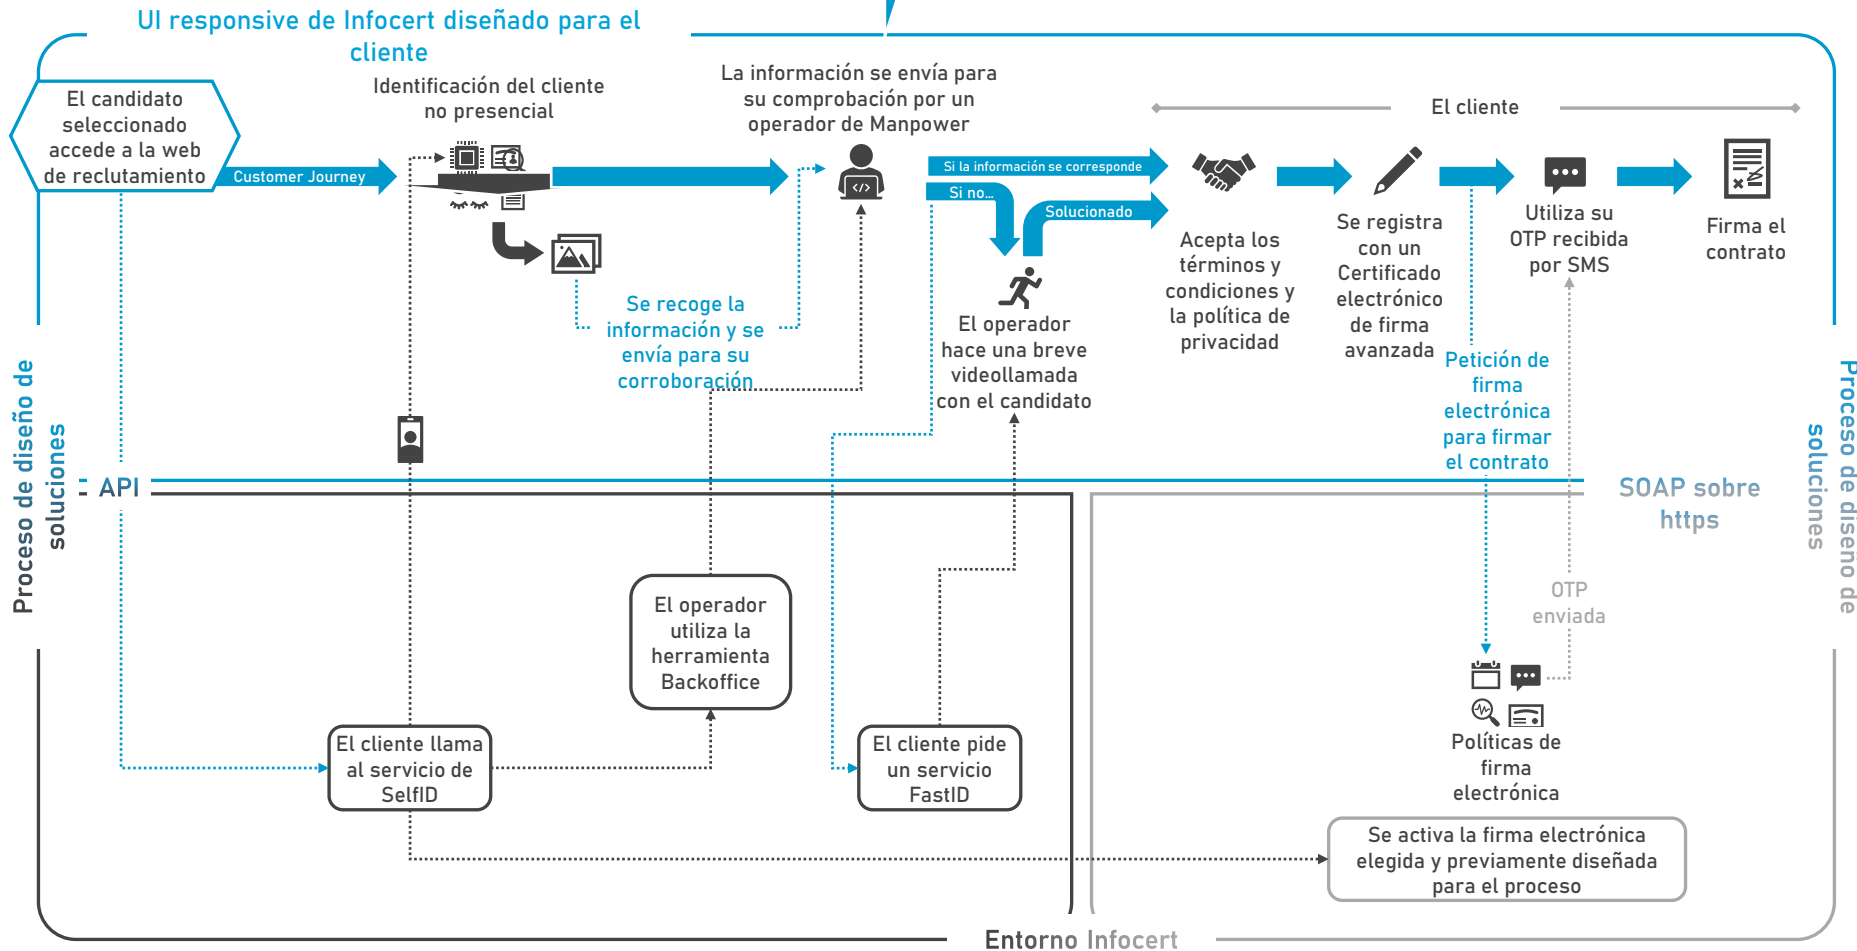 UI responsive de Infocert diseñado para el
cliente
El candidato
seleccionado
accede a la web
de reclutamiento
Customer Journey
Identificación del cliente
no presencial
La información se envía para
su comprobación por un
operador de Manpower
Si la información se corresponde
Si no...
Solucionado
El cliente
Acepta los
términos y
condiciones y
la política de
privacidad
Se registra
con un
Certificado
electrónico
de firma
avanzada
Utiliza su
OTP recibida
por SMS
Firma el
contrato
Se recoge la
información y se
envía para su
corroboración
El operador
hace una breve
videollamada
con el candidato
Petición de
firma
electrónica
para firmar
el contrato
Proceso de diseño de
soluciones
Proceso de diseño de
soluciones
API
SOAP sobre
https
El operador
utiliza la
herramienta
Backoffice
OTP
enviada
El cliente llama
al servicio de
SelfID
El cliente pide
un servicio
FastID
Políticas de
firma
electrónica
Se activa la firma electrónica
elegida y previamente diseñada
para el proceso
Entorno Infocert